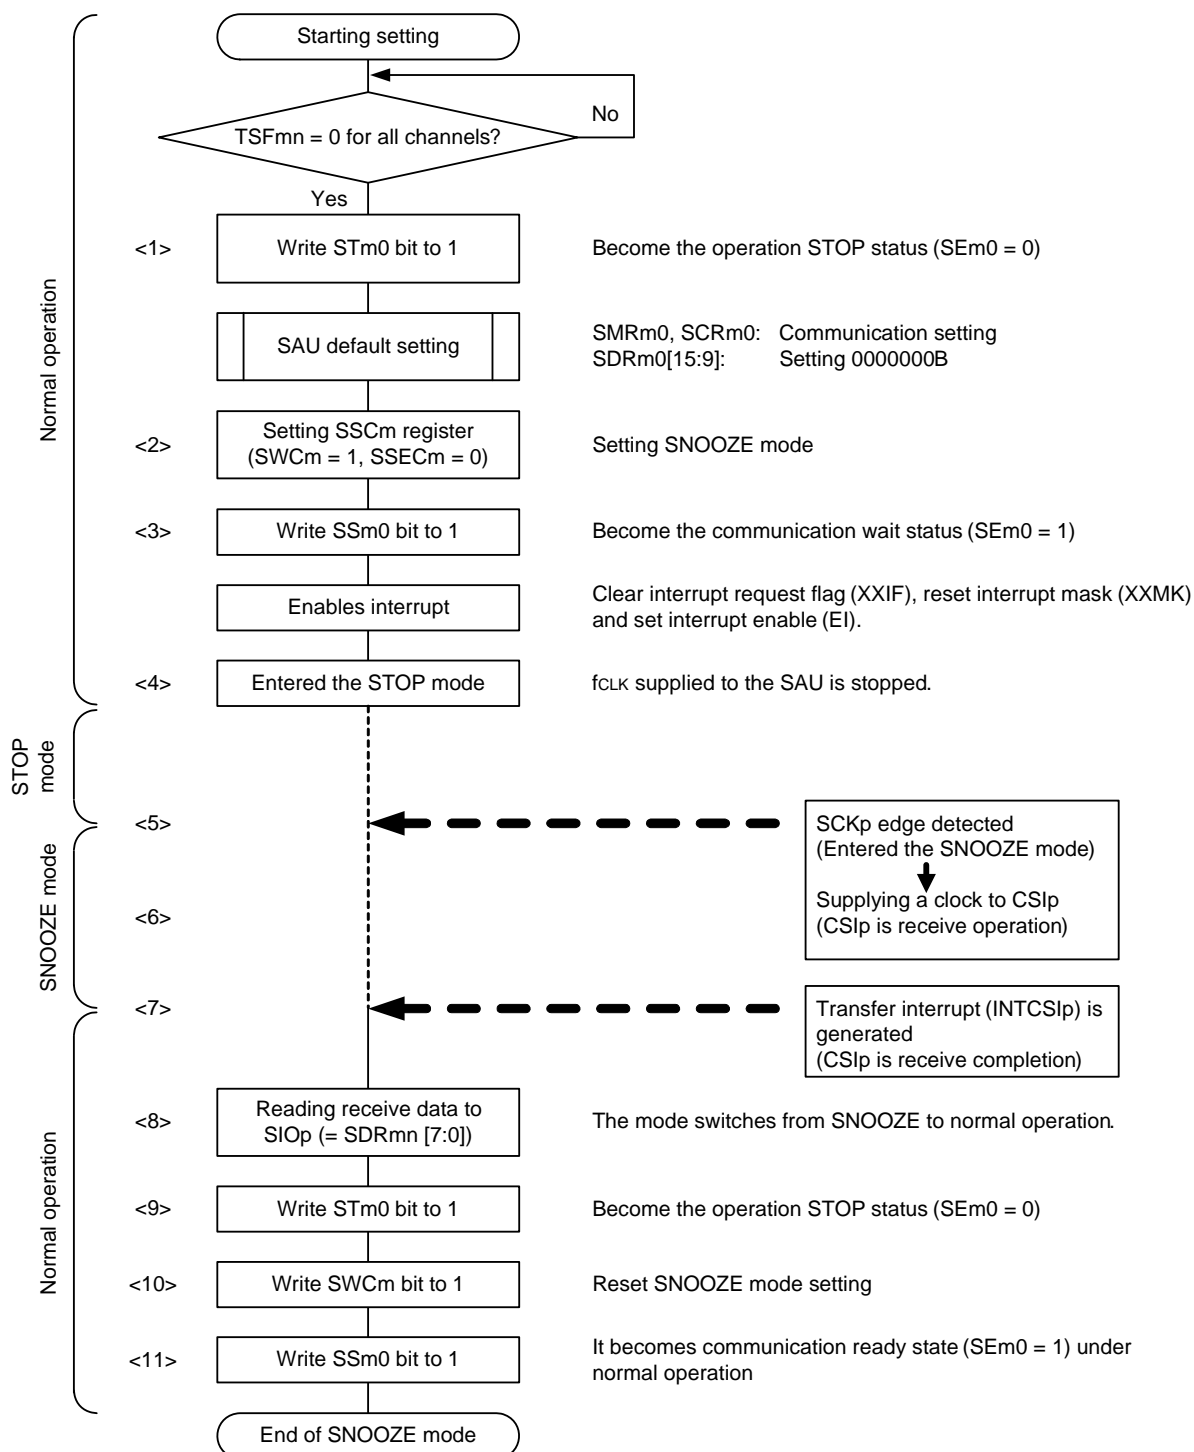 Starting setting
No
TSFmn = 0 for all channels?
Yes
<1> Write STm0 bit to 1 Become the operation STOP status (SEm0 = 0)
SAU default setting
SMRm0, SCRm0: Communication setting
SDRm0[15:9]: Setting 0000000B
<2> Setting SSCm register
(SWCm = 1, SSECm = 0)
Setting SNOOZE mode
<3> Write SSm0 bit to 1 Become the communication wait status (SEm0 = 1)
Enables interrupt
Clear interrupt request flag (XXIF), reset interrupt mask (XXMK)
and set interrupt enable (EI).
<4> Entered the STOP mode fCLK supplied to the SAU is stopped.
Normal operation
STOP
mode
<5>
SCKp edge detected
(Entered the SNOOZE mode)
Supplying a clock to CSIp
(CSIp is receive operation)
<6>
SNOOZE mode
<7>
Transfer interrupt (INTCSIp) is
generated
(CSIp is receive completion)
<8> Reading receive data to
SIOp (= SDRmn [7:0])
The mode switches from SNOOZE to normal operation.
<9> Write STm0 bit to 1 Become the operation STOP status (SEm0 = 0)
Normal operation
<10> Write SWCm bit to 1 Reset SNOOZE mode setting
<11> Write SSm0 bit to 1
It becomes communication ready state (SEm0 = 1) under
normal operation
End of SNOOZE mode